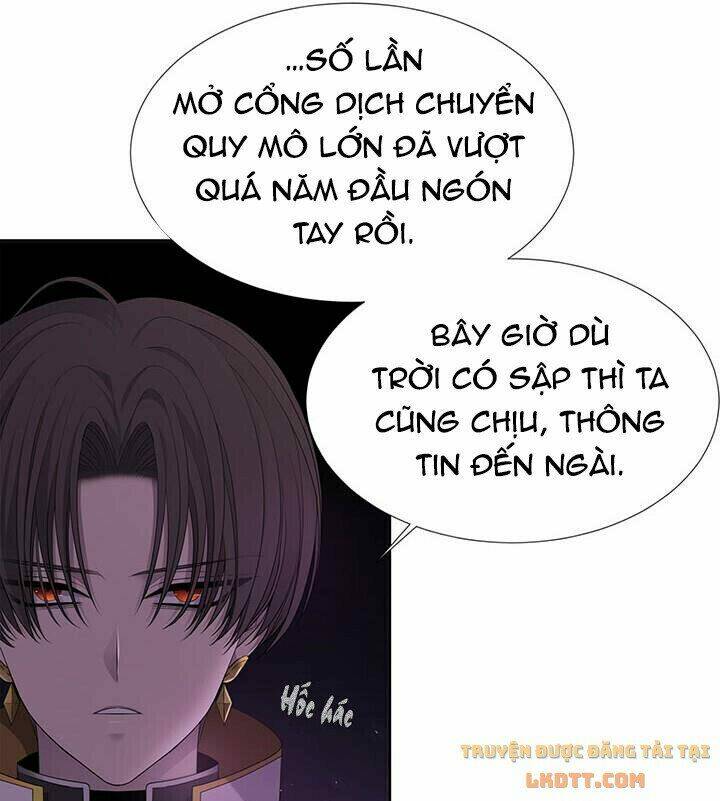 ...SỐ LẦN
MỞ CỔNG DỊCH CHUYỂN
QUY MÔ LỚN ĐÃ VƯỢT
QUÁ NĂM ĐẦU NGÓN
TAY RỒI.
BÂY GIỜ DÙ
TRỜI CÓ SẬP THÌ TA
CŨNG CHỊU, THÔNG
TIN ĐẾN NGÀI.
Hốc hác
TRUYỆN ĐƯỢC ĐĂNG TẢI TẠI
LKDTT.COM